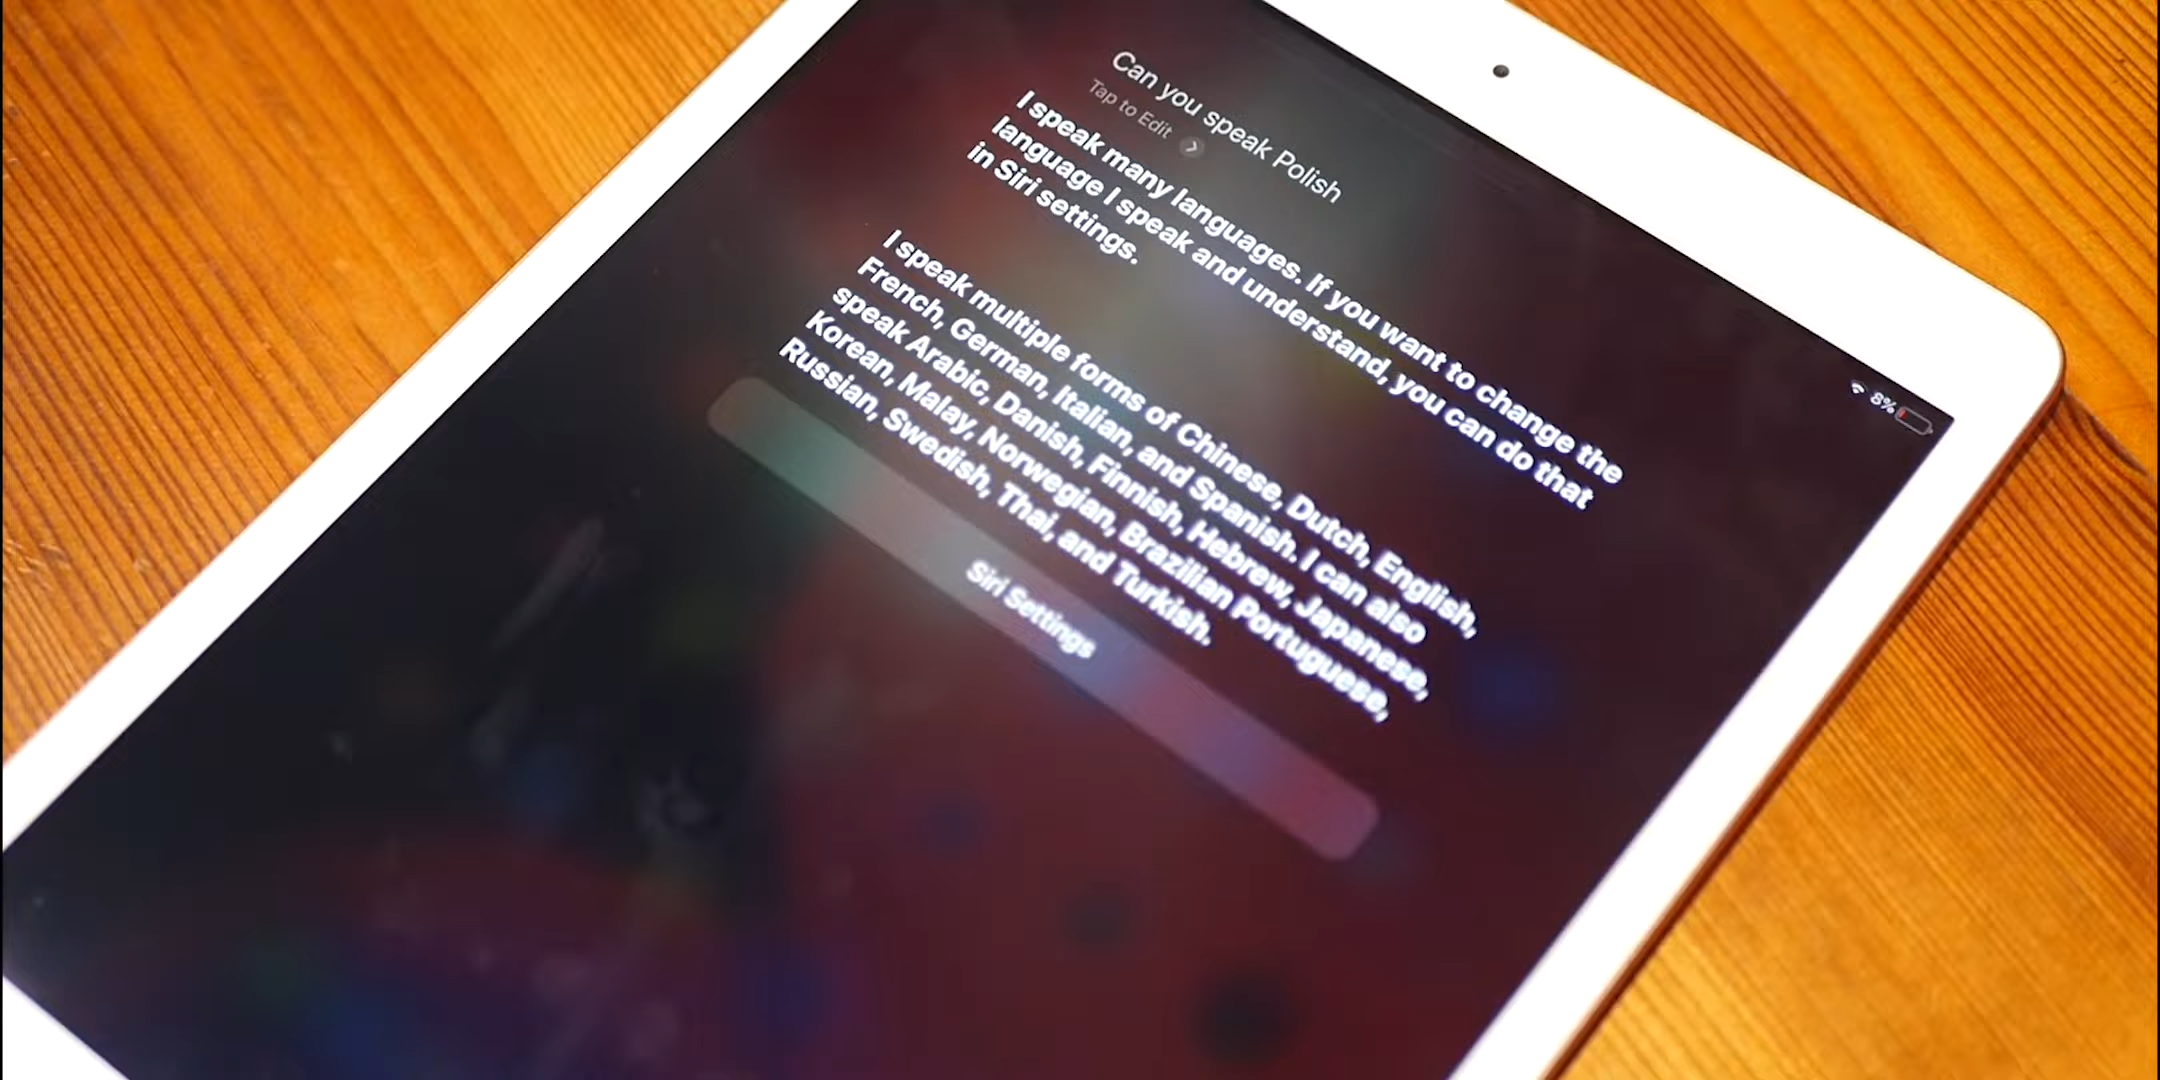 8%
Can you speak Polish
Tap to Edit
I speak many languages. If you want to change the
language I speak and understand, you can do that
in Siri settings.
I speak multiple forms of Chinese, Dutch, English,
French, German, Italian, and Spanish. I can also
speak Arabic, Danish, Finnish, Hebrew, Japanese,
Korean, Malay, Norwegian, Brazilian Portuguese,
Russian, Swedish, Thai, and Turkish.
Siri Settings